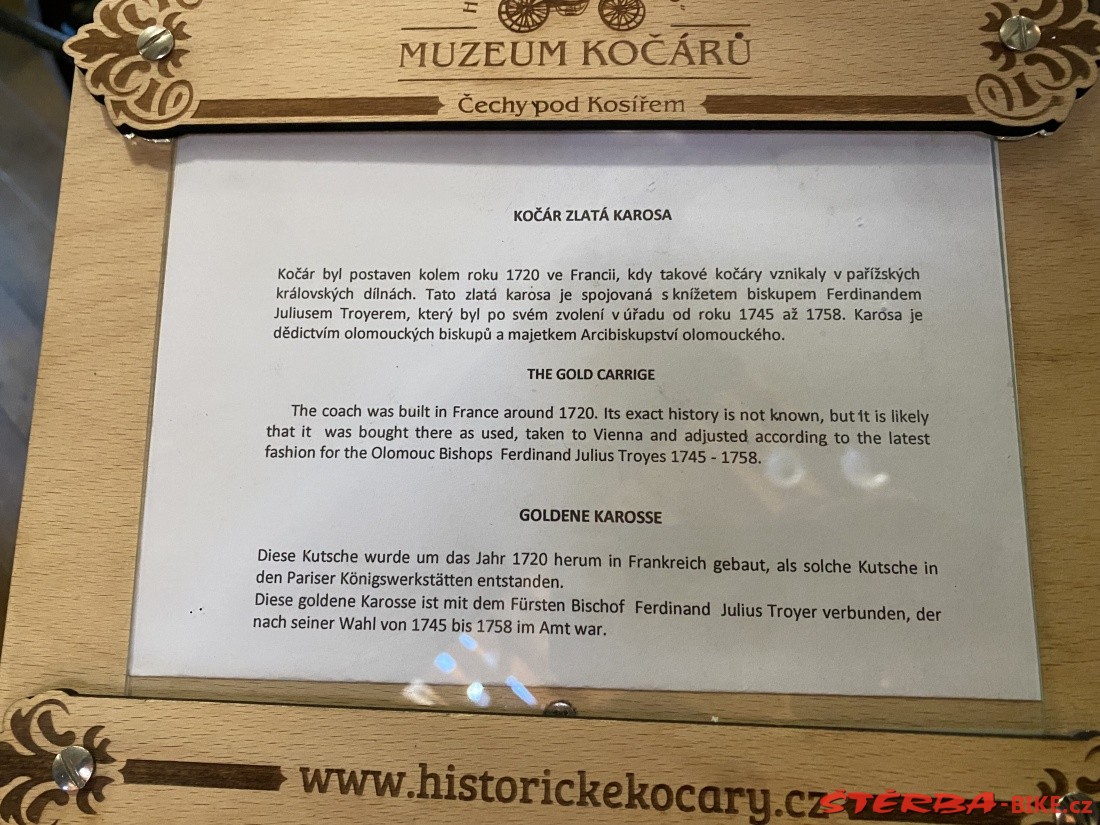 MUZEUM KOČÁRŮ
Čechy pod Kosířem
KOČÁR ZLATÁ KAROSA
Kočár byl postaven kolem roku 1720 ve Francii, kdy takové kočáry vznikaly v pařížských
královských dílnách. Tato zlatá karosa je spojovaná s knížetem biskupem Ferdinandem
Juliusem Troyerem, který byl po svém zvolení v úřadu od roku 1745 až 1758. Karosa je
dědictvím olomouckých biskupů a majetkem Arcibiskupství olomouckého.
THE GOLD CARRIGE
The coach was built in France around 1720. Its exact history is not known, but it is likely
that it was bought there as used, taken to Vienna and adjusted according to the latest
fashion for the Olomouc Bishops Ferdinand Julius Troyes 1745 - 1758.
GOLDENE KAROSSE
Diese Kutsche wurde um das Jahr 1720 herum in Frankreich gebaut, als solche Kutsche in
den Pariser Königswerkstätten entstanden.
Diese goldene Karosse ist mit dem Fürsten Bischof Ferdinand Julius Troyer verbunden, der
nach seiner Wahl von 1745 bis 1758 im Amt war.
www.historickekocary.cz
ŠTĚRBA-BIKE.cz